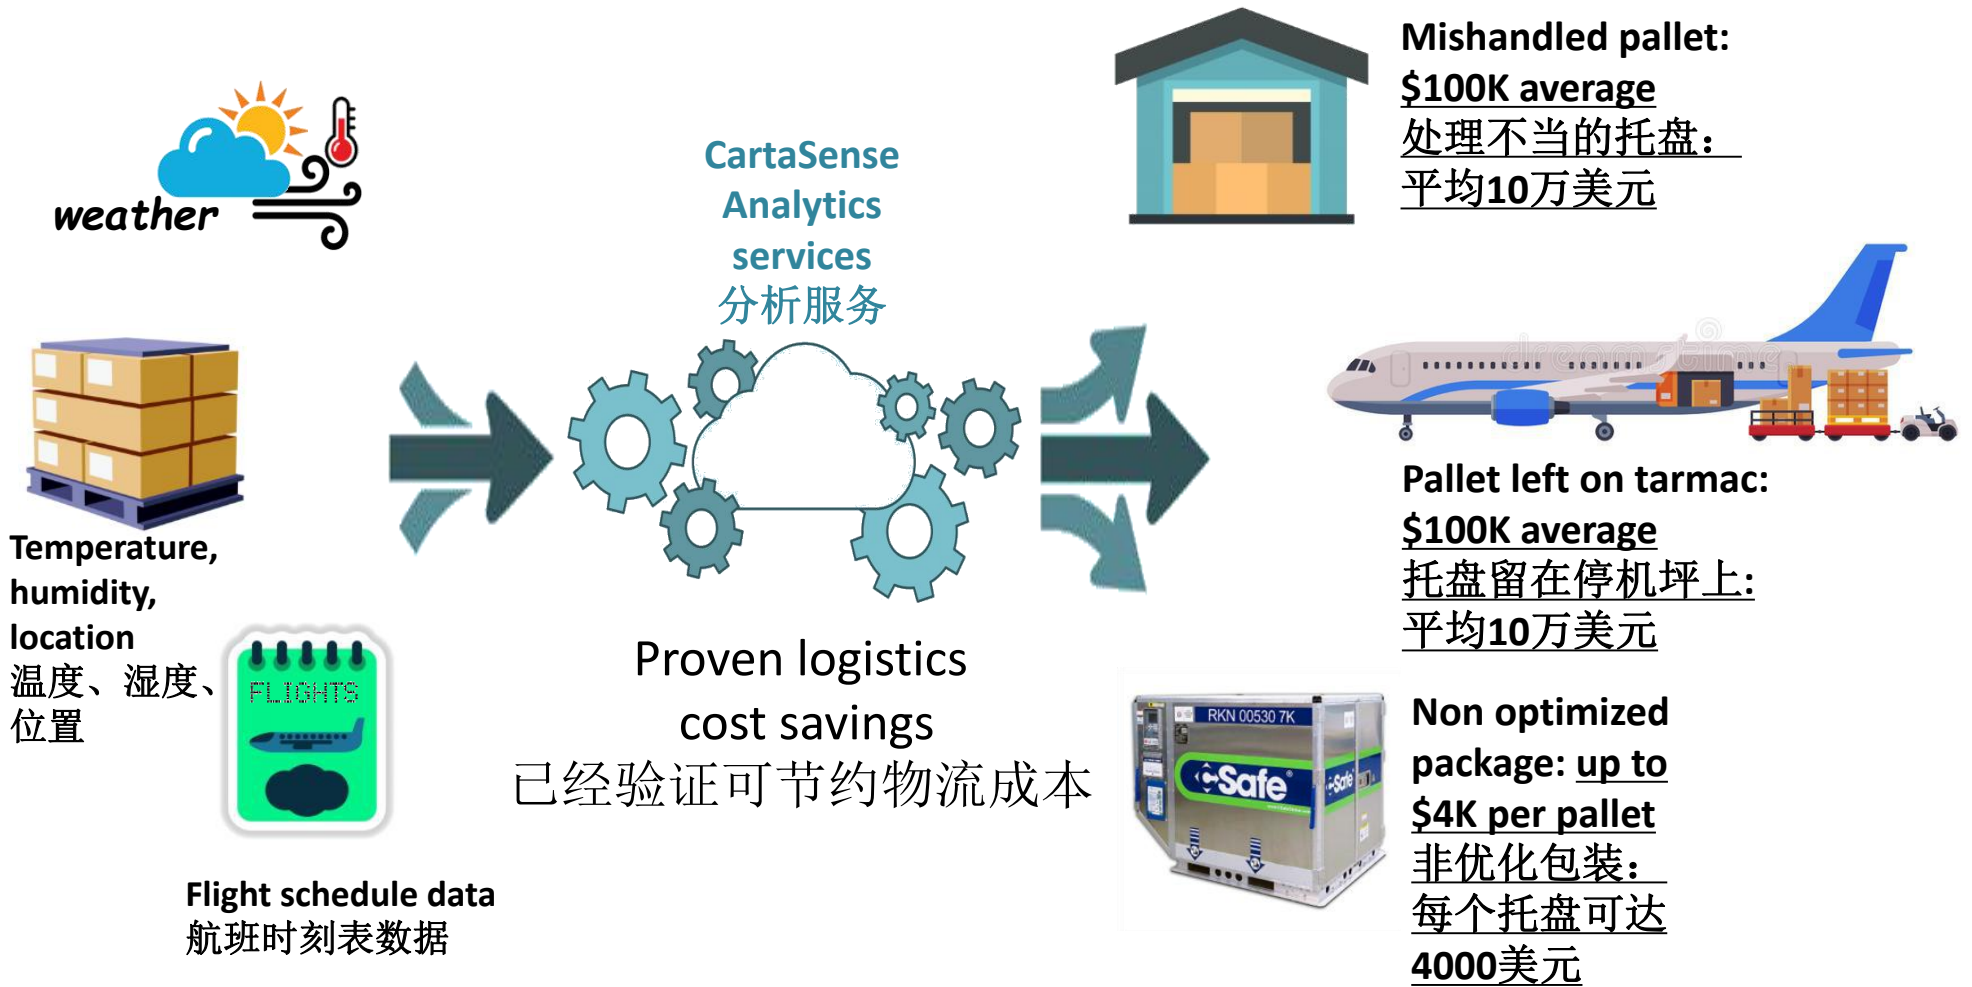 weather
Temperature,
humidity,
location
温度、湿度、
位置
FLIGHTS
Flight schedule data
航班时刻表数据
CartaSense
Analytics
services
分析服务
Proven logistics
cost savings
已经验证可节约物流成本
Mishandled pallet:
$100K average
处理不当的托盘：
平均10万美元
dreamstime
Pallet left on tarmac:
$100K average
托盘留在停机坪上:
平均10万美元
RKN 00530 7K
CSafe
CSafe
Non optimized
package: up to
$4K per pallet
非优化包装：
每个托盘可达
4000美元